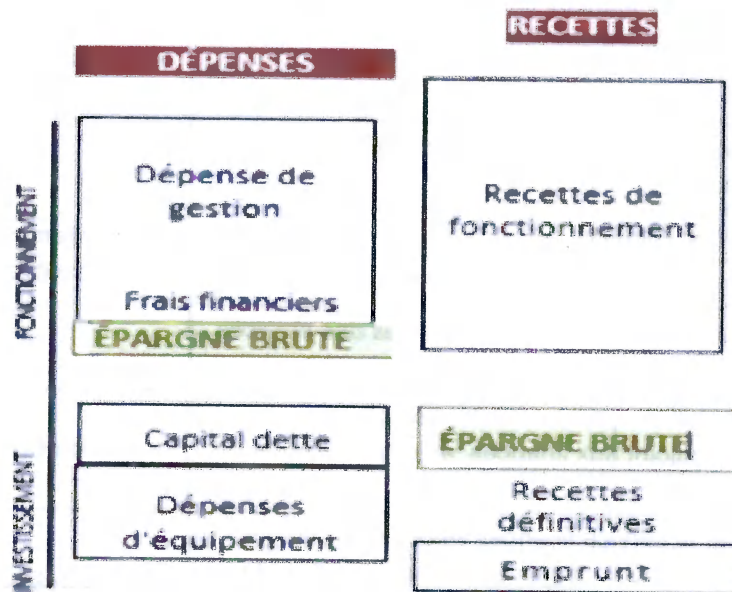 RECETTES
DÉPENSES
FONCTIONNEMENT
Dépense de
gestion
Frais financiers
ÉPARGNE BRUTE
Recettes de
fonctionnement
INVESTISSEMENT
Capital dette
Dépenses
d'équipement
ÉPARGNE BRUTE
Recettes
définitives
Emprunt